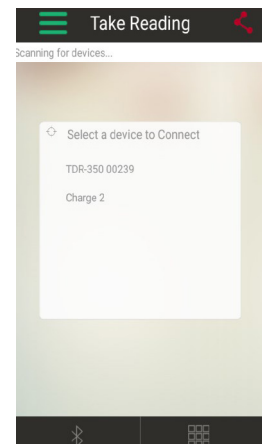 Take Reading
Scanning for devices...
Select a device to Connect
TDR-350 00239
Charge 2